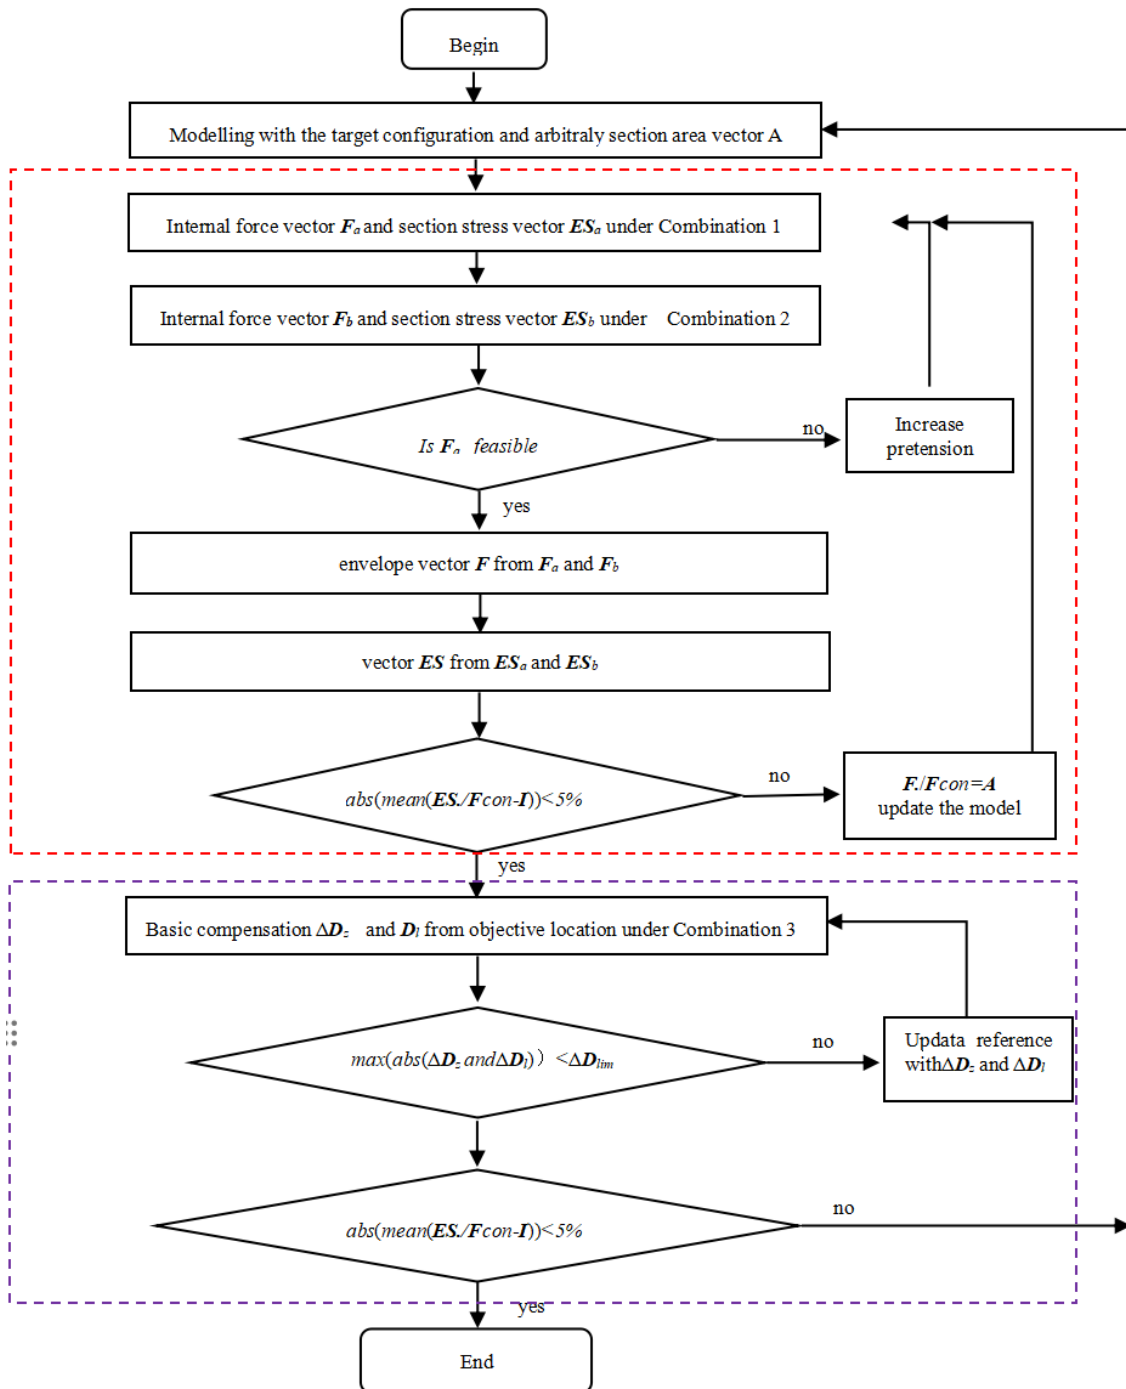 Begin
Modelling with the target configuration and arbitraly section area vector A
Internal force vector Fa and section stress vector ESa under Combination 1
Internal force vector Fb and section stress vector ESb under Combination 2
Is Fa feasible
no
Increase
pretension
yes
envelope vector F from Fa and Fb
vector ES from ESa and ESb
abs(mean(ES./Fcon-I))<5%
no
F./Fcon=A
update the model
yes
Basic compensation ΔDz and Dl from objective location under Combination 3
max(abs(ΔDz andΔDl)) <ΔDlim
no
Updata reference
withΔDz and ΔDl
abs(mean(ES./Fcon-I))<5%
no
yes
End